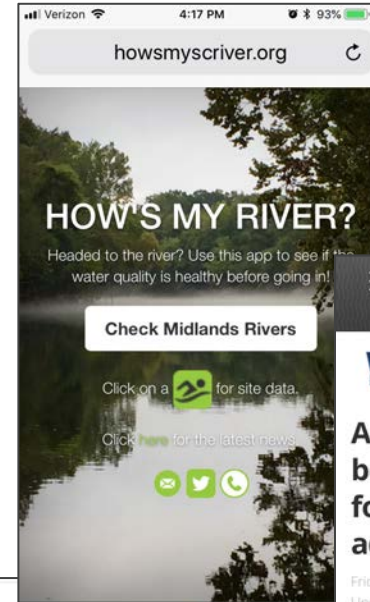 Verizon 4:17 PM 93%
howsmyscriver.org
HOW'S MY RIVER?
Headed to the river? Use this app to see if the
water quality is healthy before going in!
Check Midlands Rivers
Click on a for site data.
Click here for the latest news.
A
b
fo
a
Frid